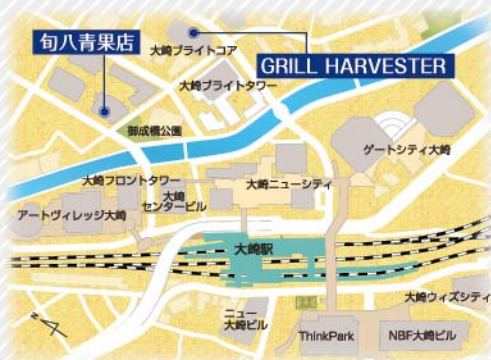 旬八青果店
大崎ブライトコア
GRILL HARVESTER
大崎ブライトタワー
御成橋公園
ゲートシティ大崎
大崎フロントタワー
大崎
センタービル
大崎ニューシティ
アートヴィレッジ大崎
大崎駅
大崎ウィズシティ
ニュー
大崎ビル
ThinkPark
NBF大崎ビル
N